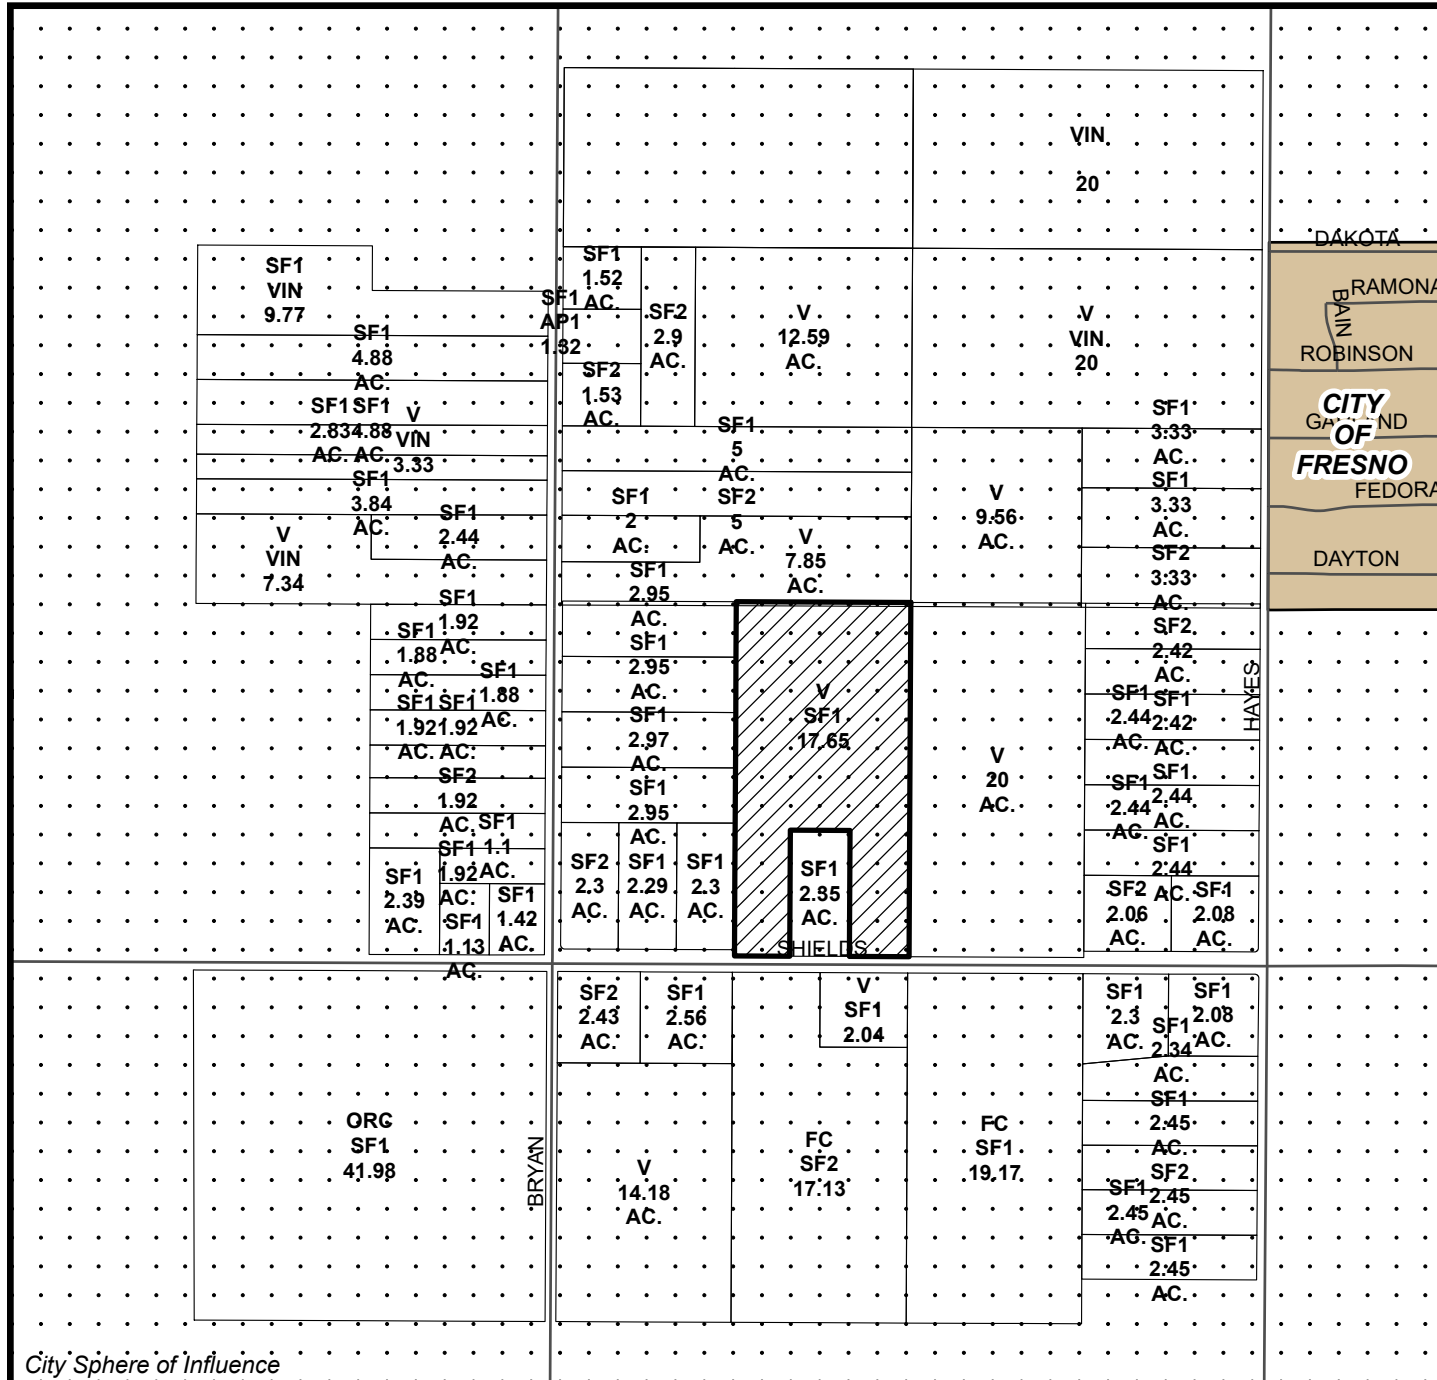 VIN
20
DAKOTA
RAMONA
BAIN
ROBINSON
CITY
OF
FRESNO
FEDORA
DAYTON
SF1
VIN
9.77
SF1
4.88
AC.
SF1
2.83
AC.
SF1
4.88
AC.
V
VIN
3.33
SF1
3.84
AC.
V
VIN
7.34
SF1
2.44
AC.
SF1
AP1
1.32
SF1
1.52
AC.
SF2
1.53
AC.
SF2
2.9
AC.
V
12.59
AC.
V
VIN
20
SF1
5
AC.
SF2
5
AC.
SF1
2
AC.
V
7.85
AC.
V
9.56
AC.
SF1
3.33
AC.
SF1
3.33
AC.
SF2
3.33
AC.
SF1
1.92
AC.
SF1
1.88
AC.
SF1
1.88
AC.
SF1
1.92
AC.
SF1
1.92
AC.
SF2
1.92
AC.
SF1
1.1
AC.
SF1
1.92
AC.
SF1
2.39
AC.
SF1
1.13
AC.
SF1
1.42
AC.
SF1
2.95
AC.
SF1
2.95
AC.
SF1
2.97
AC.
SF1
2.95
AC.
SF2
2.3
AC.
SF1
2.29
AC.
SF1
2.3
AC.
V
SF1
17.65
SF1
2.85
AC.
SHIELDS
V
20
AC.
SF2
2.42
AC.
SF1
2.44
AC.
SF1
2.42
AC.
SF1
2.44
AC.
SF1
2.44
AC.
SF1
2.44
AC.
SF2
2.06
AC.
SF1
2.08
AC.
HAYES
ORC
SF1
41.98
BRYAN
SF2
2.43
AC.
SF1
2.56
AC.
V
14.18
AC.
V
SF1
2.04
FC
SF2
17.13
FC
SF1
19.17
SF1
2.3
AC.
SF1
2.08
AC.
SF1
2.34
AC.
SF1
2.45
AC.
SF2
2.45
AC.
SF1
2.45
AC.
SF1
2.45
AC.
City Sphere of Influence